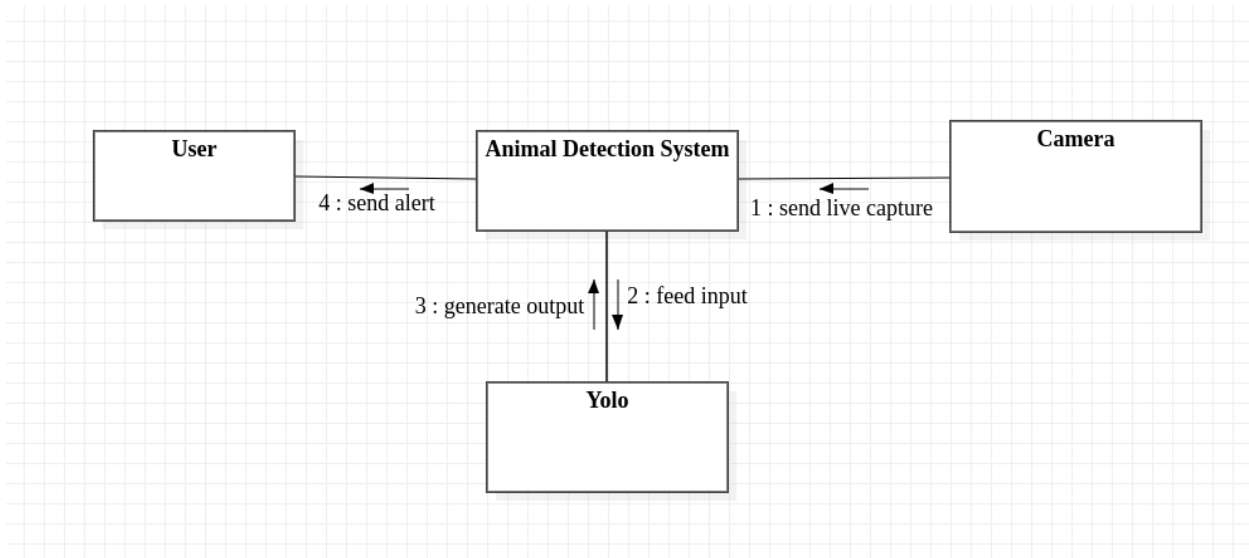 User
Animal Detection System
Camera
4 : send alert
1 : send live capture
3 : generate output
2 : feed input
Yolo